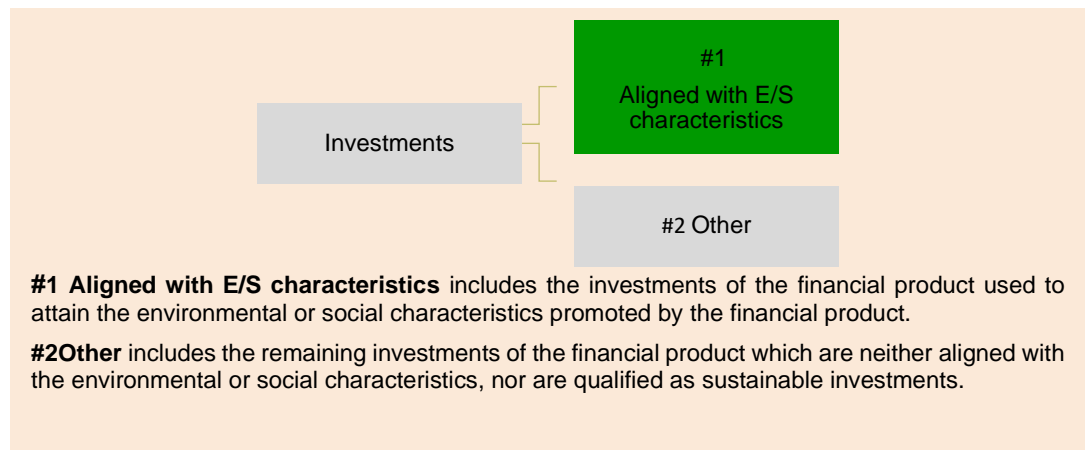 #1
Aligned with E/S
characteristics
Investments
#2 Other
#1 Aligned with E/S characteristics includes the investments of the financial product used to
attain the environmental or social characteristics promoted by the financial product.
#2Other includes the remaining investments of the financial product which are neither aligned with
the environmental or social characteristics, nor are qualified as sustainable investments.